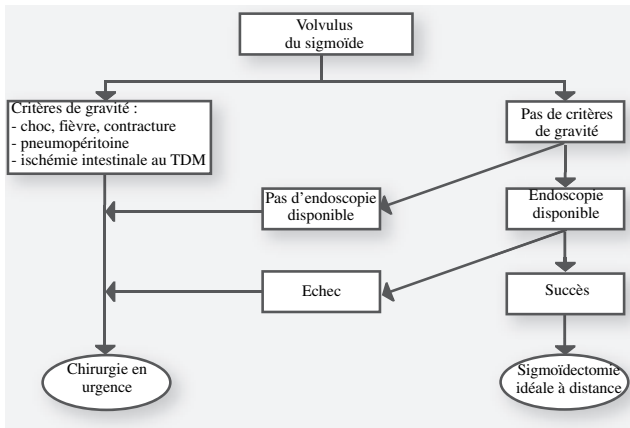 Volvulus
du sigmoïde
Critères de gravité :
- choc, fièvre, contracture
- pneumopéritoine
- ischémie intestinale au TDM
Pas de critères
de gravité
Pas d'endoscopie
disponible
Endoscopie
disponible
Echec
Succès
Chirurgie en
urgence
Sigmoïdectomie
idéale à distance